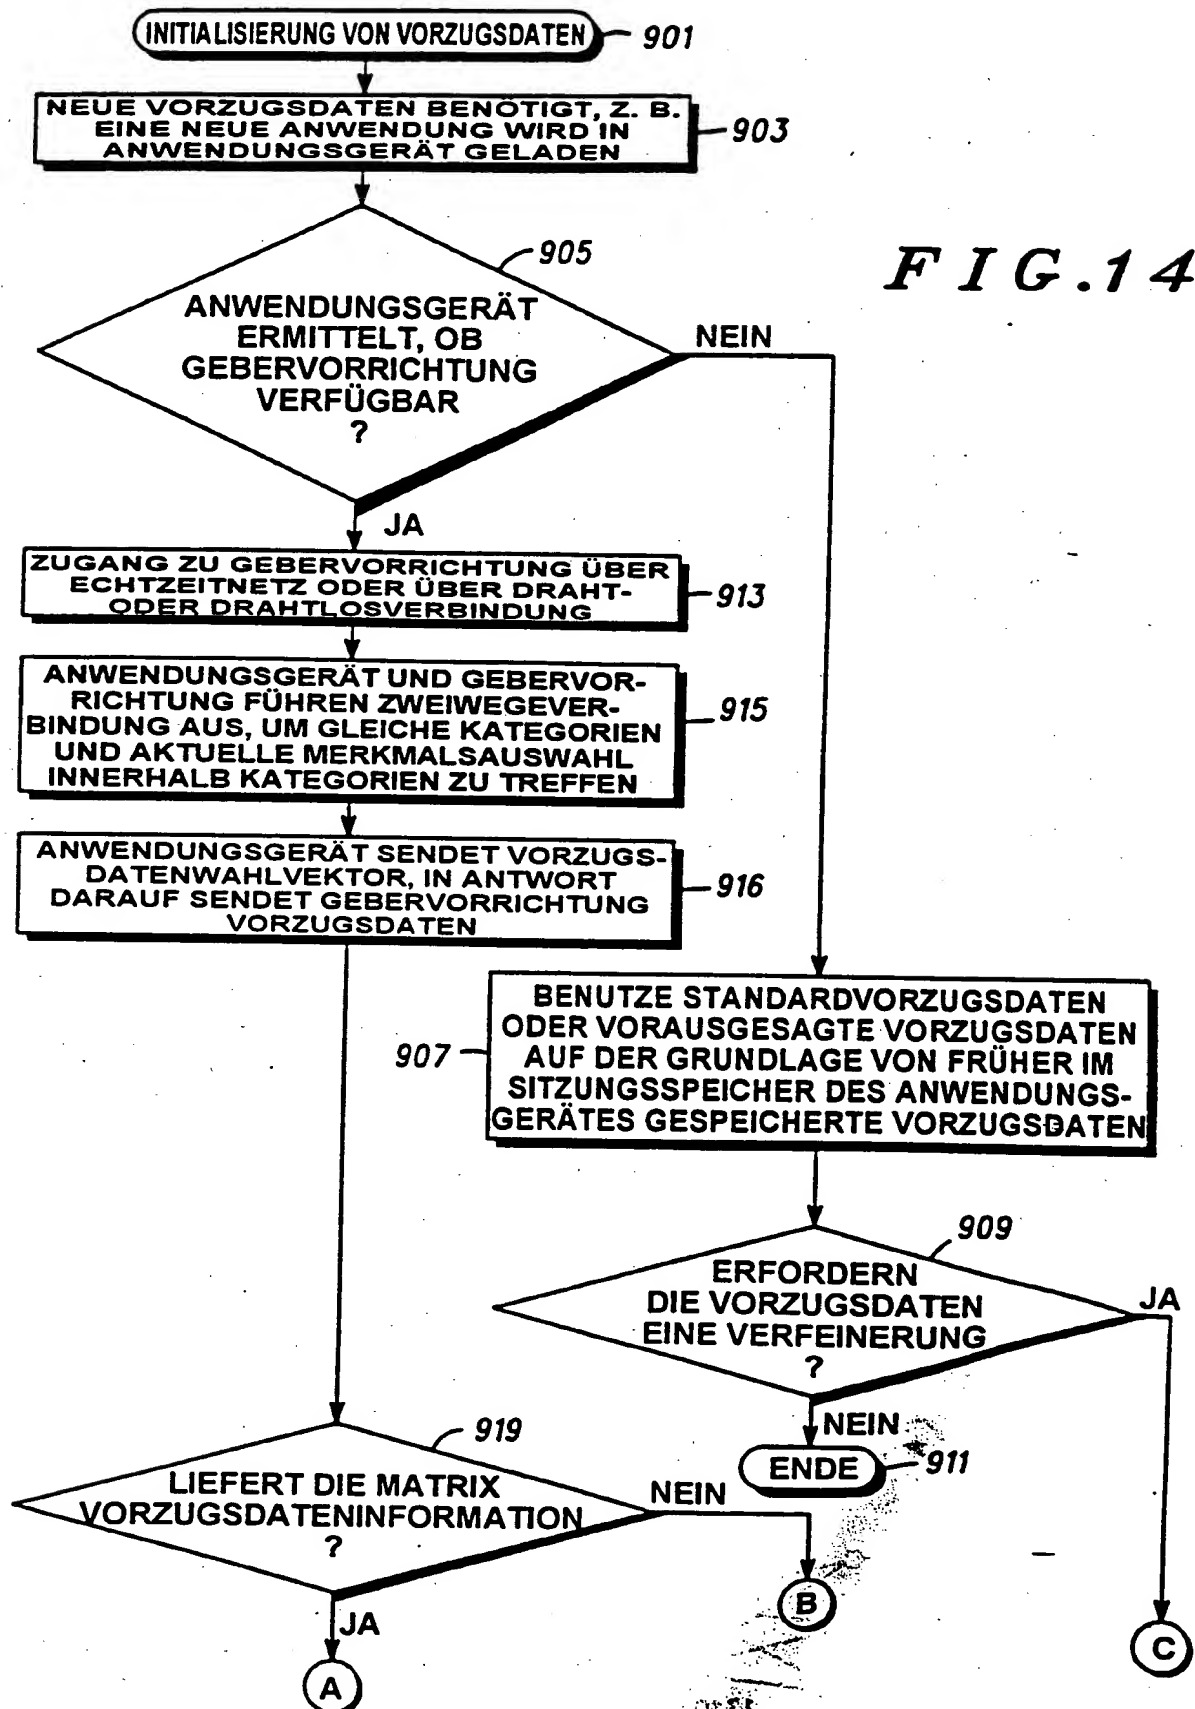 INITIALISIERUNG VON VORZUGSDATEN
901
NEUE VORZUGSDATEN BENÖTIGT, Z. B.
EINE NEUE ANWENDUNG WIRD IN
ANWENDUNGSGERÄT GELADEN
903
FIG.14
905
ANWENDUNGSGERÄT
ERMITTELT, OB
GEBERVORRICHTUNG
VERFÜGBAR
?
NEIN
JA
ZUGANG ZU GEBERVORRICHTUNG ÜBER
ECHTZEITNETZ ODER ÜBER DRAHT-
ODER DRAHTLOSVERBINDUNG
913
ANWENDUNGSGERÄT UND GEBERVOR-
RICHTUNG FÜHREN ZWEIWEGEVER-
BINDUNG AUS, UM GLEICHE KATEGORIEN
UND AKTUELLE MERKMALSAUSWAHL
INNERHALB KATEGORIEN ZU TREFFEN
915
ANWENDUNGSGERÄT SENDET VORZUGS-
DATENWAHLVEKTOR, IN ANTWORT
DARAUF SENDET GEBERVORRICHTUNG
VORZUGSDATEN
916
BENUTZE STANDARDVORZUGSDATEN
ODER VORAUSGESAGTE VORZUGSDATEN
AUF DER GRUNDLAGE VON FRÜHER IM
SITZUNGSSPEICHER DES ANWENDUNGS-
GERÄTES GESPEICHERTE VORZUGSDATEN
907
909
ERFORDERN
DIE VORZUGSDATEN
EINE VERFEINERUNG
?
JA
NEIN
ENDE
911
919
LIEFERT DIE MATRIX
VORZUGSDATENINFORMATION
?
NEIN
JA
B
C
A